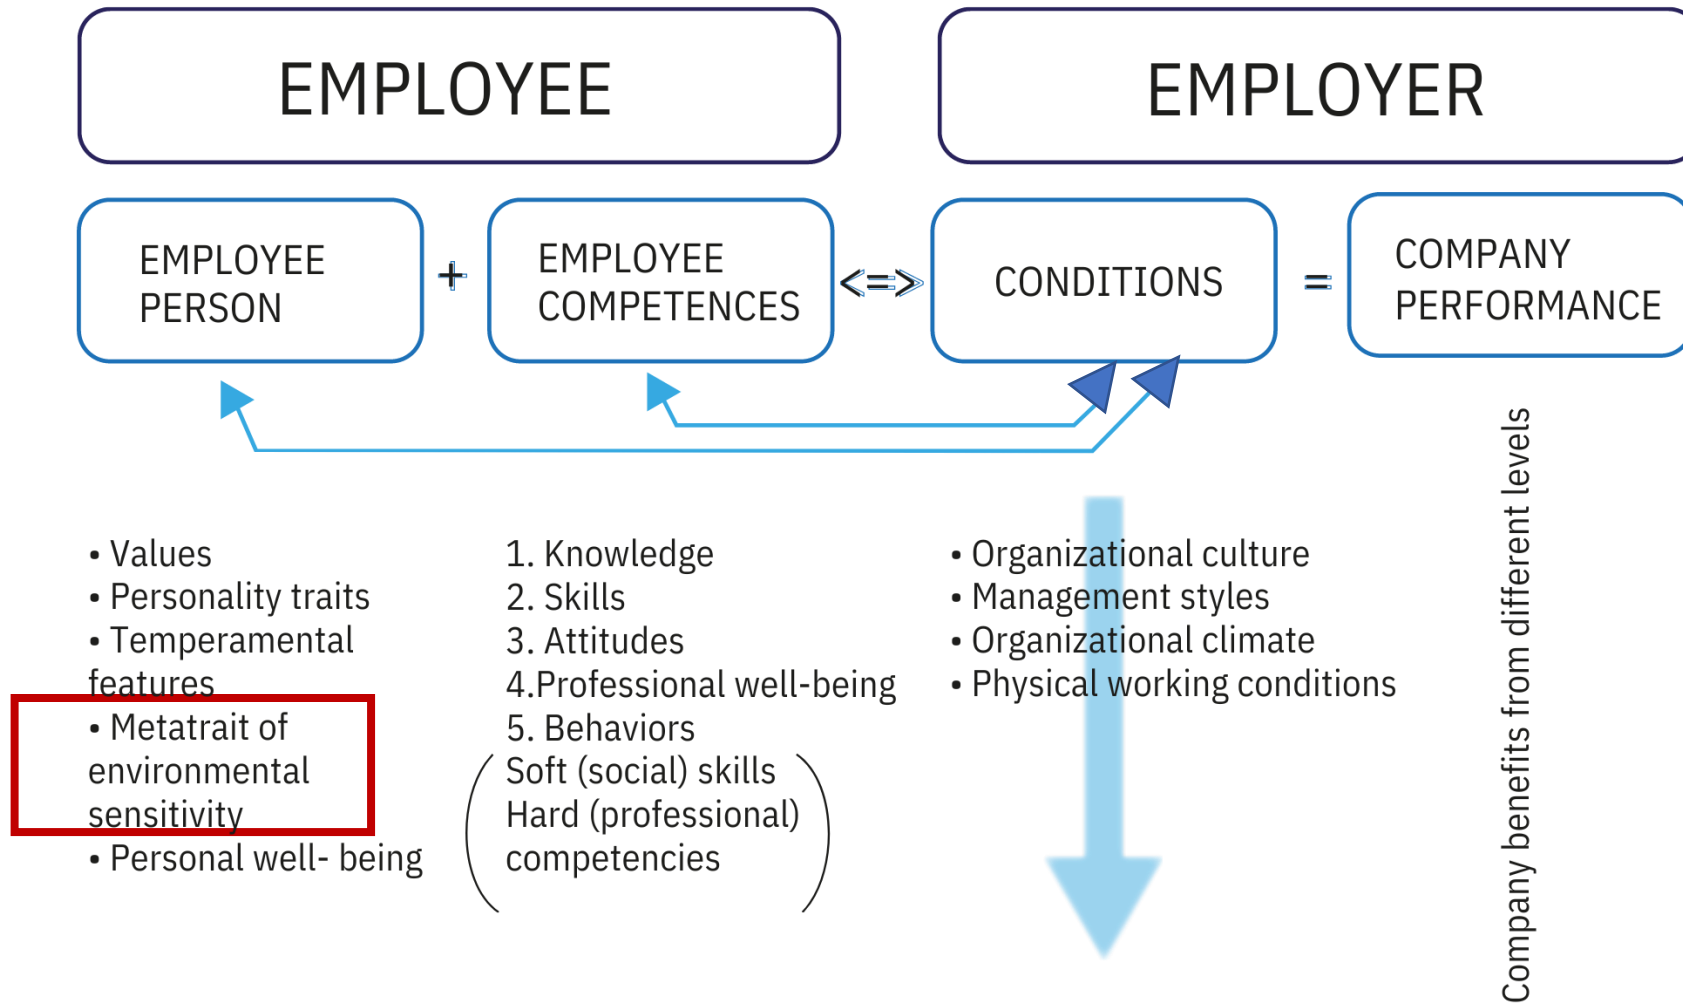 EMPLOYEE
EMPLOYER
EMPLOYEE
PERSON
+
EMPLOYEE
COMPETENCES
<=>
CONDITIONS
=
COMPANY
PERFORMANCE
• Values
• Personality traits
• Temperamental
features
• Metatrait of
environmental
sensitivity
• Personal well- being
1. Knowledge
2. Skills
3. Attitudes
4.Professional well-being
5. Behaviors
Soft (social) skills
Hard (professional)
competencies
• Organizational culture
• Management styles
• Organizational climate
• Physical working conditions
Company benefits from different levels